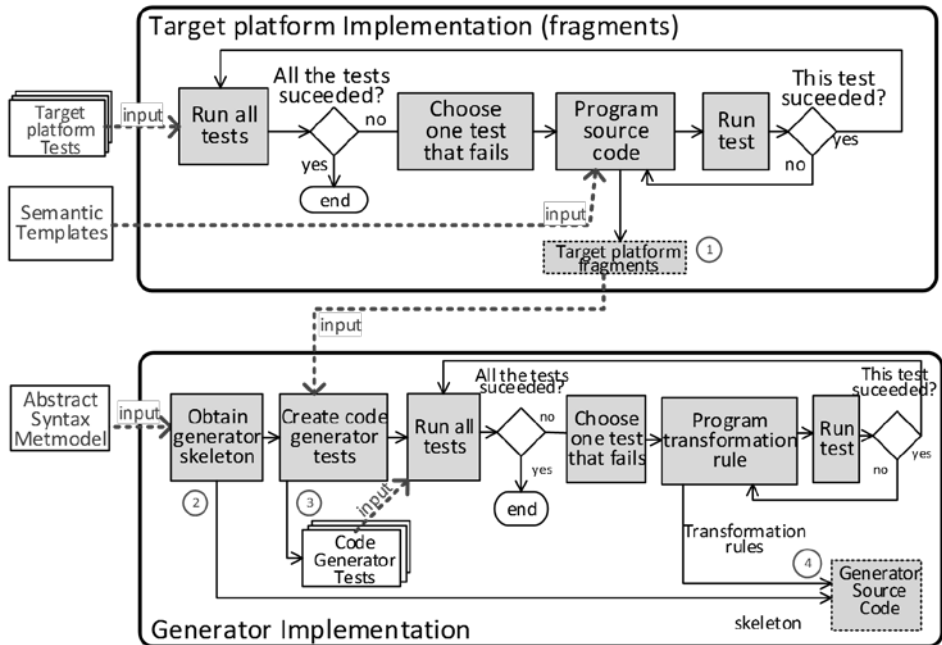 Target platform Implementation (fragments)
Target
platform
Tests
input
Run all
tests
All the tests
suceeded?
no
yes
end
Choose
one test
that fails
Program
source
code
Run
test
This test
suceeded?
yes
no
Semantic
Templates
input
Target platform
fragments
1
input
Abstract
Syntax
Metmodel
input
Obtain
generator
skeleton
Create code
generator
tests
Run all
tests
All the tests
suceeded?
no
yes
end
Choose
one test
that fails
Program
transformation
rule
Run
test
This test
suceeded?
no
yes
2
3
input
Code
Generator
Tests
Transformation
rules
4
Generator
Source
Code
skeleton
Generator Implementation